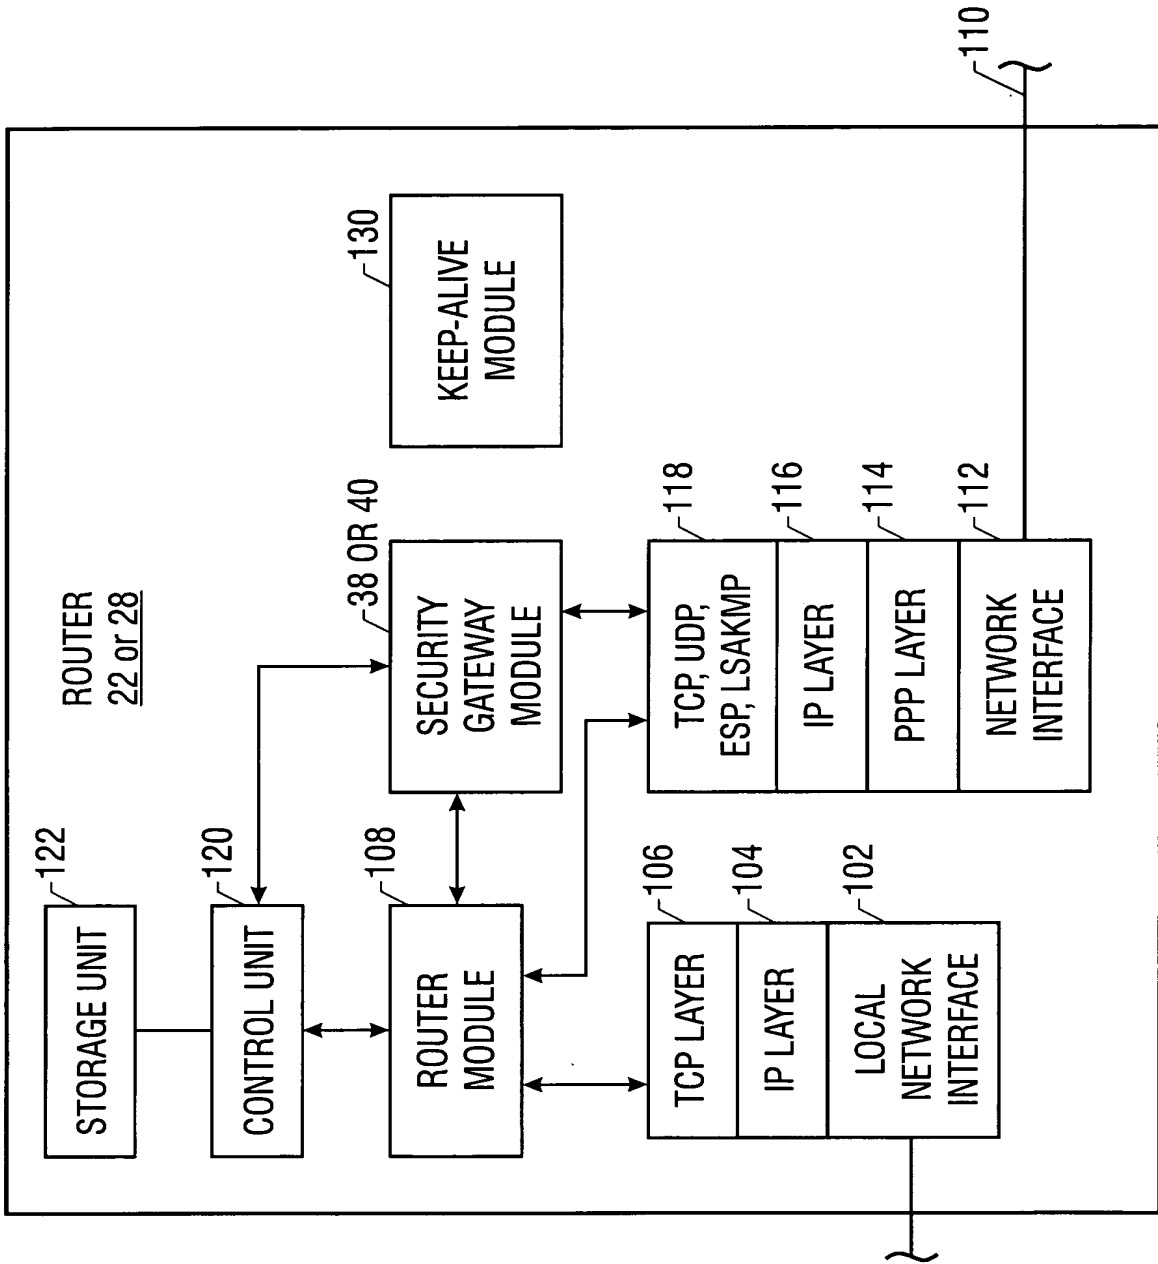 ROUTER
22 or 28
STORAGE UNIT
122
CONTROL UNIT
120
ROUTER
MODULE
108
SECURITY
GATEWAY
MODULE
38 OR 40
KEEP-ALIVE
MODULE
130
TCP LAYER
106
IP LAYER
104
LOCAL
NETWORK
INTERFACE
102
TCP, UDP,
ESP, LSAKMP
118
IP LAYER
116
PPP LAYER
114
NETWORK
INTERFACE
112
110